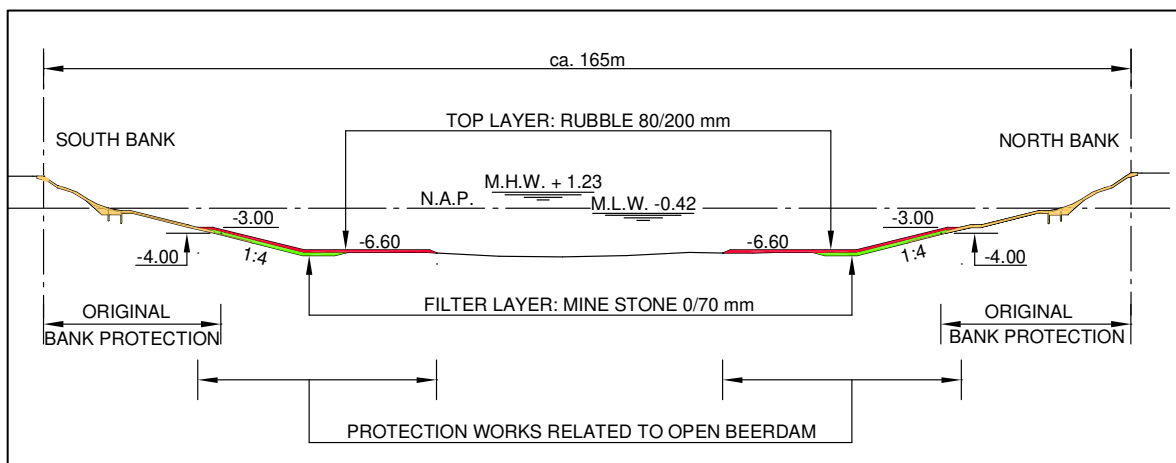 ca. 165m
TOP LAYER: RUBBLE 80/200 mm
SOUTH BANK
NORTH BANK
M.H.W. + 1.23
N.A.P.
M.L.W. -0.42
-3.00
-3.00
-6.60
-6.60
1:4
1:4
-4.00
-4.00
FILTER LAYER: MINE STONE 0/70 mm
ORIGINAL
BANK PROTECTION
ORIGINAL
BANK PROTECTION
PROTECTION WORKS RELATED TO OPEN BEERDAM